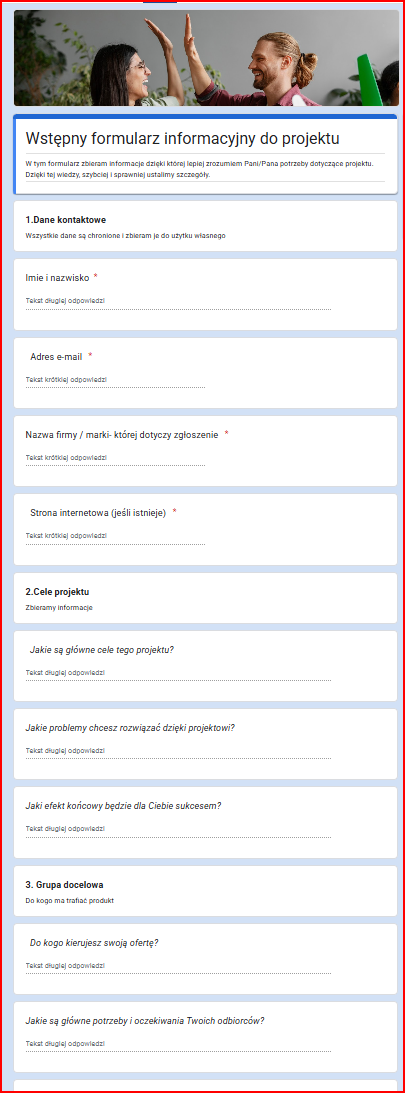 Wstępny formularz informacyjny do projektu
W tym formularz zbieram informacje dzięki której lepiej zrozumiem Pani/Pana potrzeby dotyczące projektu.
Dzięki tej wiedzy, szybciej i sprawniej ustalimy szczegóły.
1.Dane kontaktowe
Wszystkie dane są chronione i zbieram je do użytku własnego
Imie i nazwisko *
Tekst długiej odpowiedzi
Adres e-mail *
Tekst krótkiej odpowiedzi
Nazwa firmy / marki- której dotyczy zgłoszenie *
Tekst krótkiej odpowiedzi
Strona internetowa (jeśli istnieje) *
Tekst krótkiej odpowiedzi
2.Cele projektu
Zbieramy informacje
Jakie są główne cele tego projektu?
Tekst długiej odpowiedzi
Jakie problemy chcesz rozwiązać dzięki projektowi?
Tekst długiej odpowiedzi
Jaki efekt końcowy będzie dla Ciebie sukcesem?
Tekst długiej odpowiedzi
3. Grupa docelowa
Do kogo ma trafiać produkt
Do kogo kierujesz swoją ofertę?
Tekst długiej odpowiedzi
Jakie są główne potrzeby i oczekiwania Twoich odbiorców?
Tekst długiej odpowiedzi